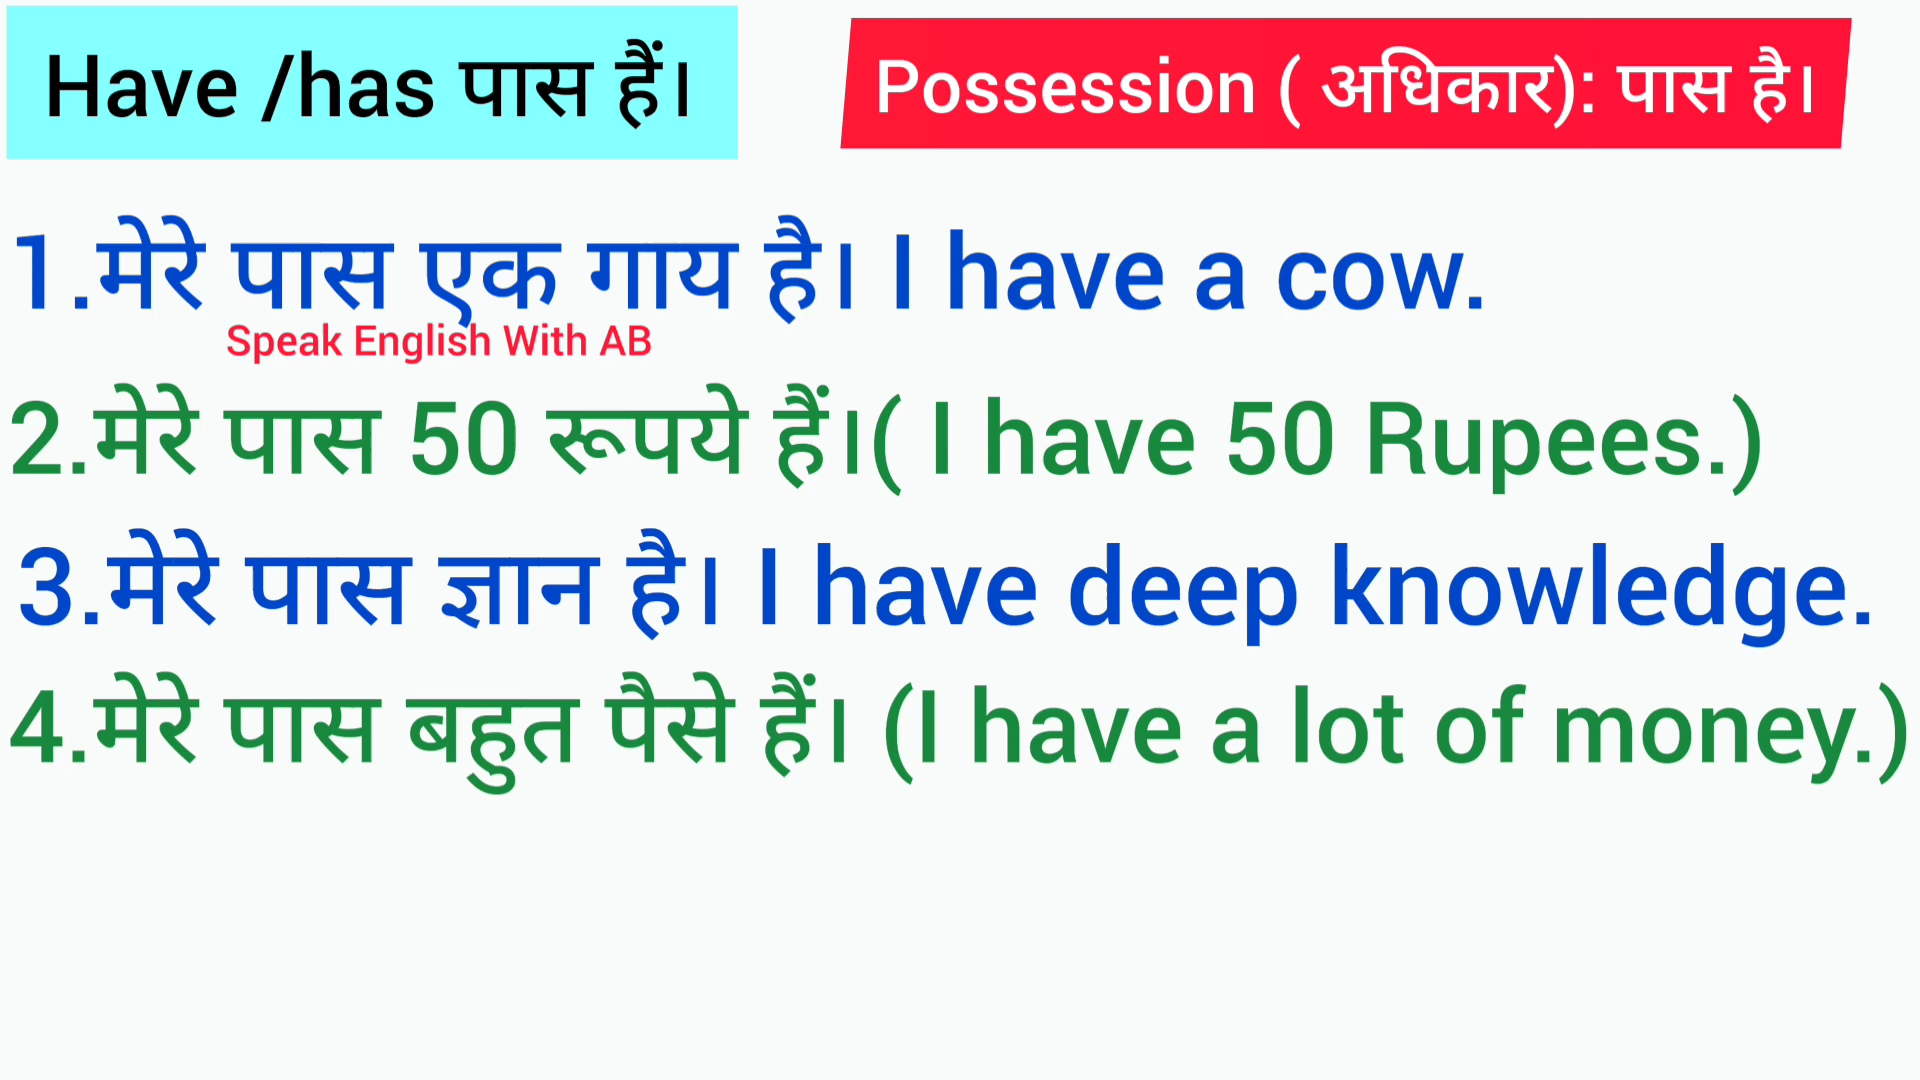 Have /has पास हैं।
Possession ( अधिकार): पास है।
1.मेरे पास एक गाय है। I have a cow.
Speak English With AB
2.मेरे पास 50 रूपये हैं।( I have 50 Rupees.)
3.मेरे पास ज्ञान है। I have deep knowledge.
4.मेरे पास बहुत पैसे हैं। (I have a lot of money.)